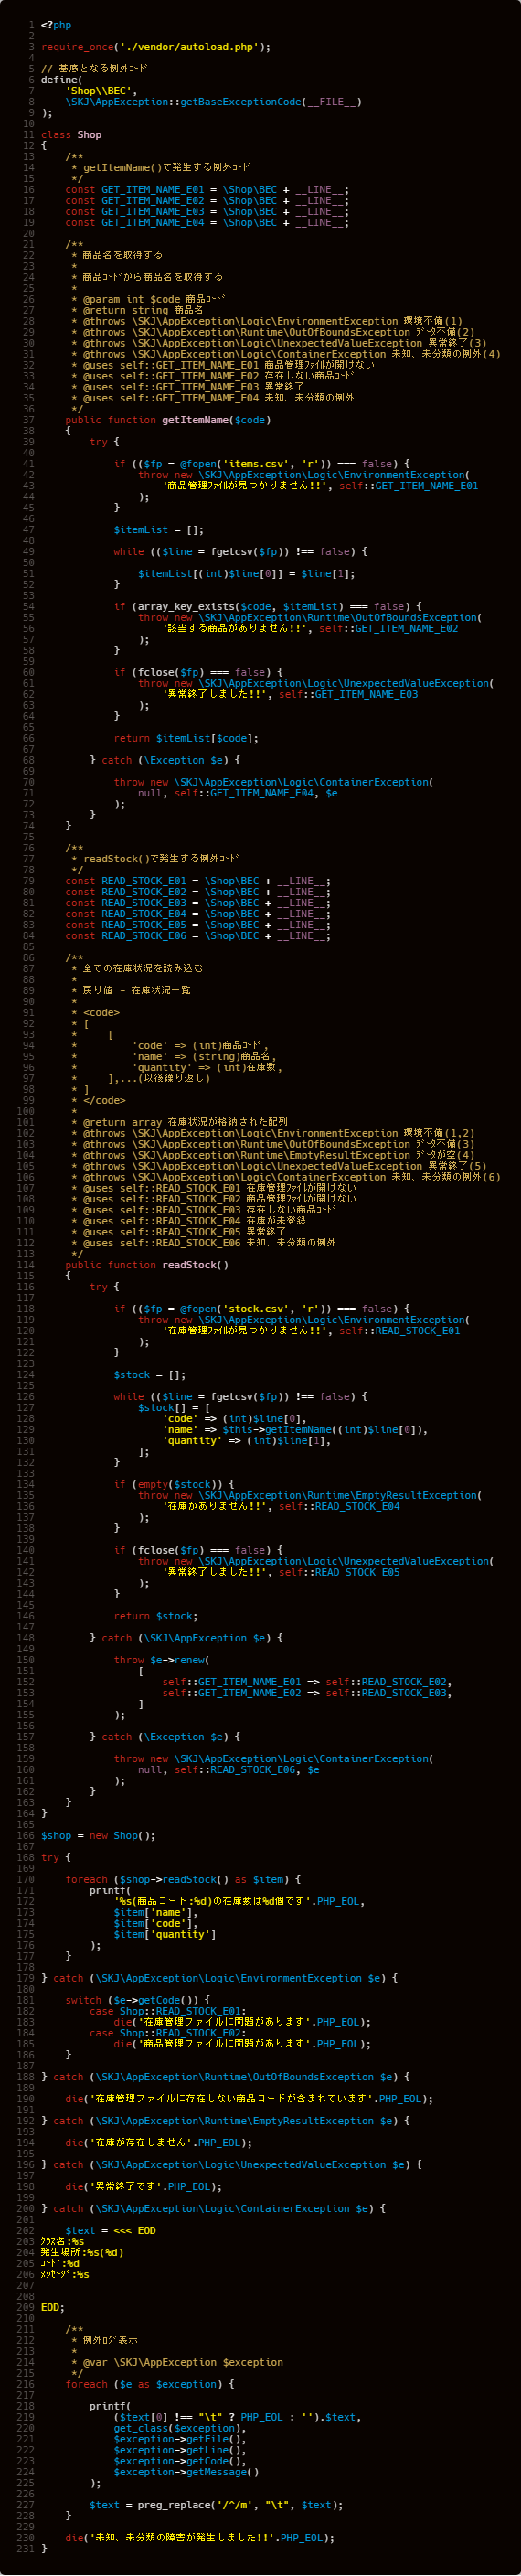 1 <?php
2
3 require_once('./vendor/autoload.php');
4
5 // 基底となる例外ｺｰﾄﾞ
6 define(
7     'Shop\\BEC',
8     \SKJ\AppException::getBaseExceptionCode(__FILE__)
9 );
10
11 class Shop
12 {
13     /**
14      * getItemName()で発生する例外ｺｰﾄﾞ
15      */
16     const GET_ITEM_NAME_E01 = \Shop\BEC + __LINE__;
17     const GET_ITEM_NAME_E02 = \Shop\BEC + __LINE__;
18     const GET_ITEM_NAME_E03 = \Shop\BEC + __LINE__;
19     const GET_ITEM_NAME_E04 = \Shop\BEC + __LINE__;
20
21     /**
22      * 商品名を取得する
23      *
24      * 商品ｺｰﾄﾞから商品名を取得する
25      *
26      * @param int $code 商品ｺｰﾄﾞ
27      * @return string 商品名
28      * @throws \SKJ\AppException\Logic\EnvironmentException 環境不備(1)
29      * @throws \SKJ\AppException\Runtime\OutOfBoundsException ﾃﾞｰﾀ不備(2)
30      * @throws \SKJ\AppException\Logic\UnexpectedValueException 異常終了(3)
31      * @throws \SKJ\AppException\Logic\ContainerException 未知、未分類の例外(4)
32      * @uses self::GET_ITEM_NAME_E01 商品管理ﾌｧｲﾙが開けない
33      * @uses self::GET_ITEM_NAME_E02 存在しない商品ｺｰﾄﾞ
34      * @uses self::GET_ITEM_NAME_E03 異常終了
35      * @uses self::GET_ITEM_NAME_E04 未知、未分類の例外
36      */
37     public function getItemName($code)
38     {
39         try {
40
41             if (($fp = @fopen('items.csv', 'r')) === false) {
42                 throw new \SKJ\AppException\Logic\EnvironmentException(
43                     '商品管理ﾌｧｲﾙが見つかりません!!', self::GET_ITEM_NAME_E01
44                 );
45             }
46
47             $itemList = [];
48
49             while (($line = fgetcsv($fp)) !== false) {
50
51                 $itemList[(int)$line[0]] = $line[1];
52             }
53
54             if (array_key_exists($code, $itemList) === false) {
55                 throw new \SKJ\AppException\Runtime\OutOfBoundsException(
56                     '該当する商品がありません!!', self::GET_ITEM_NAME_E02
57                 );
58             }
59
60             if (fclose($fp) === false) {
61                 throw new \SKJ\AppException\Logic\UnexpectedValueException(
62                     '異常終了しました!!', self::GET_ITEM_NAME_E03
63                 );
64             }
65
66             return $itemList[$code];
67
68         } catch (\Exception $e) {
69
70             throw new \SKJ\AppException\Logic\ContainerException(
71                 null, self::GET_ITEM_NAME_E04, $e
72             );
73         }
74     }
75
76     /**
77      * readStock()で発生する例外ｺｰﾄﾞ
78      */
79     const READ_STOCK_E01 = \Shop\BEC + __LINE__;
80     const READ_STOCK_E02 = \Shop\BEC + __LINE__;
81     const READ_STOCK_E03 = \Shop\BEC + __LINE__;
82     const READ_STOCK_E04 = \Shop\BEC + __LINE__;
83     const READ_STOCK_E05 = \Shop\BEC + __LINE__;
84     const READ_STOCK_E06 = \Shop\BEC + __LINE__;
85
86     /**
87      * 全ての在庫状況を読み込む
88      *
89      * 戻り値 - 在庫状況一覧
90      *
91      * <code>
92      * [
93      *     [
94      *         'code' => (int)商品ｺｰﾄﾞ,
95      *         'name' => (string)商品名,
96      *         'quantity' => (int)在庫数,
97      *     ],...(以後繰り返し)
98      * ]
99      * </code>
100      *
101      * @return array 在庫状況が格納された配列
102      * @throws \SKJ\AppException\Logic\EnvironmentException 環境不備(1,2)
103      * @throws \SKJ\AppException\Runtime\OutOfBoundsException ﾃﾞｰﾀ不備(3)
104      * @throws \SKJ\AppException\Runtime\EmptyResultException ﾃﾞｰﾀが空(4)
105      * @throws \SKJ\AppException\Logic\UnexpectedValueException 異常終了(5)
106      * @throws \SKJ\AppException\Logic\ContainerException 未知、未分類の例外(6)
107      * @uses self::READ_STOCK_E01 在庫管理ﾌｧｲﾙが開けない
108      * @uses self::READ_STOCK_E02 商品管理ﾌｧｲﾙが開けない
109      * @uses self::READ_STOCK_E03 存在しない商品ｺｰﾄﾞ
110      * @uses self::READ_STOCK_E04 在庫が未登録
111      * @uses self::READ_STOCK_E05 異常終了
112      * @uses self::READ_STOCK_E06 未知、未分類の例外
113      */
114     public function readStock()
115     {
116         try {
117
118             if (($fp = @fopen('stock.csv', 'r')) === false) {
119                 throw new \SKJ\AppException\Logic\EnvironmentException(
120                     '在庫管理ﾌｧｲﾙが見つかりません!!', self::READ_STOCK_E01
121                 );
122             }
123
124             $stock = [];
125
126             while (($line = fgetcsv($fp)) !== false) {
127                 $stock[] = [
128                     'code' => (int)$line[0],
129                     'name' => $this->getItemName((int)$line[0]),
130                     'quantity' => (int)$line[1],
131                 ];
132             }
133
134             if (empty($stock)) {
135                 throw new \SKJ\AppException\Runtime\EmptyResultException(
136                     '在庫がありません!!', self::READ_STOCK_E04
137                 );
138             }
139
140             if (fclose($fp) === false) {
141                 throw new \SKJ\AppException\Logic\UnexpectedValueException(
142                     '異常終了しました!!', self::READ_STOCK_E05
143                 );
144             }
145
146             return $stock;
147
148         } catch (\SKJ\AppException $e) {
149
150             throw $e->renew(
151                 [
152                     self::GET_ITEM_NAME_E01 => self::READ_STOCK_E02,
153                     self::GET_ITEM_NAME_E02 => self::READ_STOCK_E03,
154                 ]
155             );
156
157         } catch (\Exception $e) {
158
159             throw new \SKJ\AppException\Logic\ContainerException(
160                 null, self::READ_STOCK_E06, $e
161             );
162         }
163     }
164 }
165
166 $shop = new Shop();
167
168 try {
169
170     foreach ($shop->readStock() as $item) {
171         printf(
172             '%s(商品コード:%d)の在庫数は%d個です'.PHP_EOL,
173             $item['name'],
174             $item['code'],
175             $item['quantity']
176         );
177     }
178
179 } catch (\SKJ\AppException\Logic\EnvironmentException $e) {
180
181     switch ($e->getCode()) {
182         case Shop::READ_STOCK_E01:
183             die('在庫管理ファイルに問題があります'.PHP_EOL);
184         case Shop::READ_STOCK_E02:
185             die('商品管理ファイルに問題があります'.PHP_EOL);
186     }
187
188 } catch (\SKJ\AppException\Runtime\OutOfBoundsException $e) {
189
190     die('在庫管理ファイルに存在しない商品コードが含まれています'.PHP_EOL);
191
192 } catch (\SKJ\AppException\Runtime\EmptyResultException $e) {
193
194     die('在庫が存在しません'.PHP_EOL);
195
196 } catch (\SKJ\AppException\Logic\UnexpectedValueException $e) {
197
198     die('異常終了です'.PHP_EOL);
199
200 } catch (\SKJ\AppException\Logic\ContainerException $e) {
201
202     $text = <<< EOD
203 ｸﾗｽ名:%s
204 発生場所:%s(%d)
205 ｺｰﾄﾞ:%d
206 ﾒｯｾｰｼﾞ:%s
207
208
209 EOD;
210
211     /**
212      * 例外ﾛｸﾞ表示
213      *
214      * @var \SKJ\AppException $exception
215      */
216     foreach ($e as $exception) {
217
218         printf(
219             ($text[0] !== "\t" ? PHP_EOL : '').$text,
220             get_class($exception),
221             $exception->getFile(),
222             $exception->getLine(),
223             $exception->getCode(),
224             $exception->getMessage()
225         );
226
227         $text = preg_replace('/^/m', "\t", $text);
228     }
229
230     die('未知、未分類の障害が発生しました!!'.PHP_EOL);
231 }